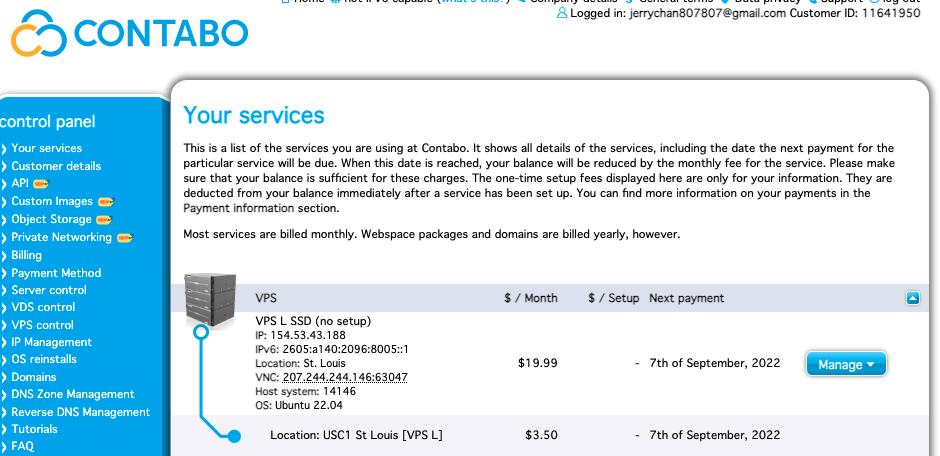 Home not IPv6 capable (what's this?) Company details General terms Data privacy Support log out
Logged in: jerrychan807807@gmail.com Customer ID: 11641950
CONTABO
control panel
Your services
Customer details
API NEW
Custom Images NEW
Object Storage NEW
Private Networking NEW
Billing
Payment Method
Server control
VDS control
VPS control
IP Management
OS reinstalls
Domains
DNS Zone Management
Reverse DNS Management
Tutorials
FAQ
Your services
This is a list of the services you are using at Contabo. It shows all details of the services, including the date the next payment for the
particular service will be due. When this date is reached, your balance will be reduced by the monthly fee for the service. Please make
sure that your balance is sufficient for these charges. The one-time setup fees displayed here are only for your information. They are
deducted from your balance immediately after a service has been set up. You can find more information on your payments in the
Payment information section.
Most services are billed monthly. Webspace packages and domains are billed yearly, however.
VPS $ / Month $ / Setup Next payment
VPS L SSD (no setup)
IP: 154.53.43.188
IPv6: 2605:a140:2096:8005::1
Location: St. Louis
VNC: 207.244.244.146:63047
Host system: 14146
OS: Ubuntu 22.04
$19.99 - 7th of September, 2022 Manage
Location: USC1 St Louis [VPS L] $3.50 - 7th of September, 2022